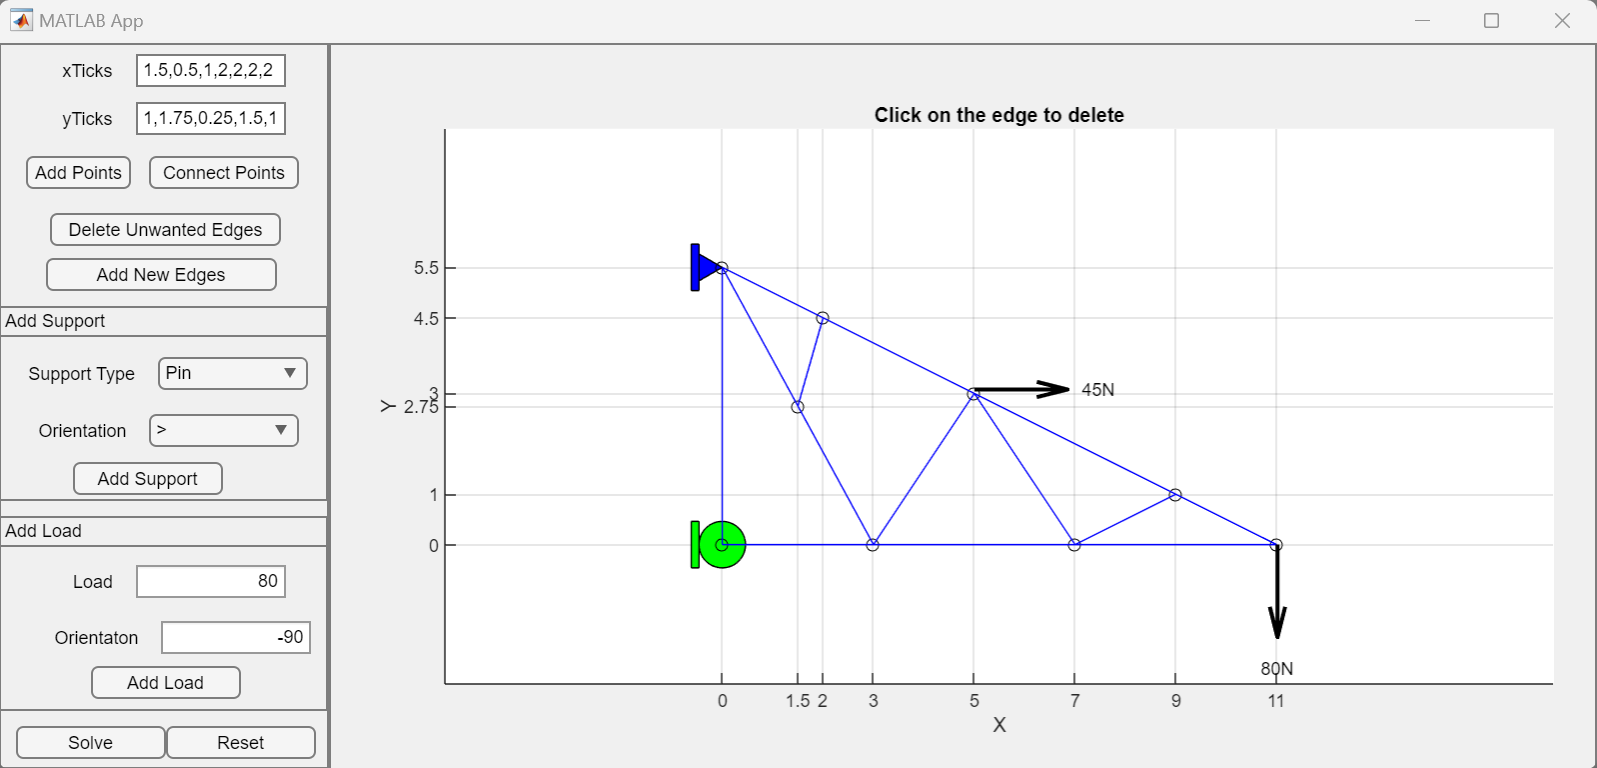 MATLAB App
xTicks 1.5,0.5,1,2,2,2,2
yTicks 1,1.75,0.25,1.5,1
Add Points Connect Points
Delete Unwanted Edges
Add New Edges
Add Support
Support Type Pin
Orientation >
Add Support
Add Load
Load 80
Orientaton -90
Add Load
Solve Reset
Click on the edge to delete
5.5
4.5
3
2.75
1
0
Y
45N
80N
0 1.5 2 3 5 7 9 11
X